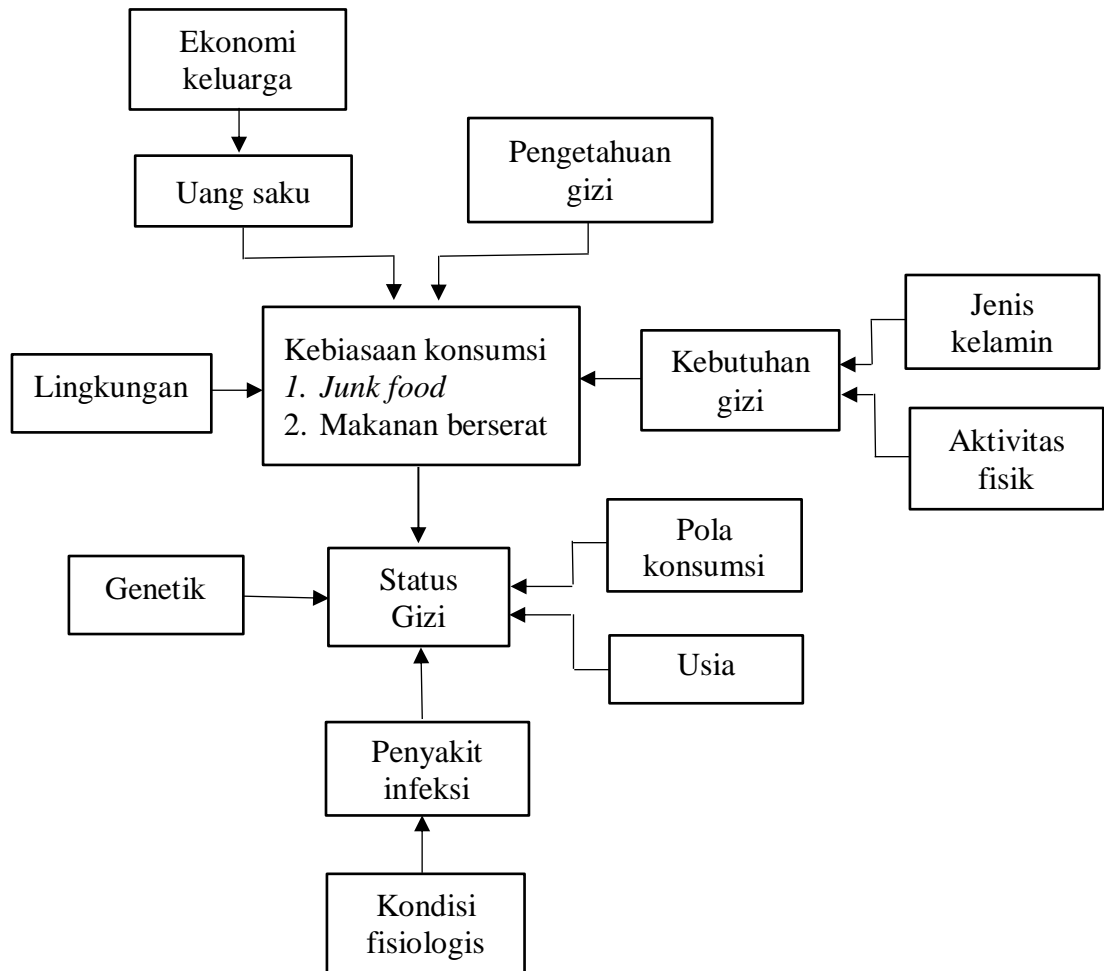 Ekonomi
keluarga
Pengetahuan
gizi
Uang saku
Jenis
kelamin
Kebiasaan konsumsi
1. Junk food
2. Makanan berserat
Kebutuhan
gizi
Lingkungan
Aktivitas
fisik
Pola
konsumsi
Status
Gizi
Genetik
Usia
Penyakit
infeksi
Kondisi
fisiologis